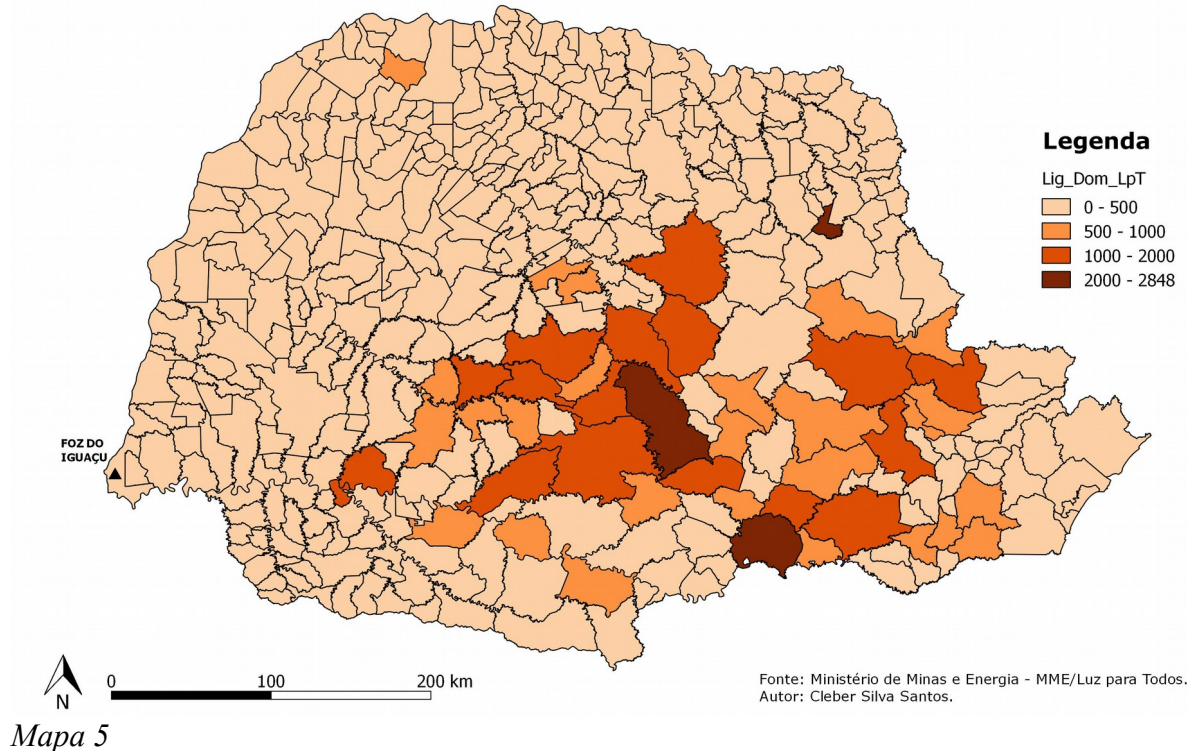 Legenda
Lig_Dom_LpT
0 - 500
500 - 1000
1000 - 2000
2000 - 2848
FOZ DO
IGUAÇU
N
0 100 200 km
Fonte: Ministério de Minas e Energia - MME/Luz para Todos.
Autor: Cleber Silva Santos.
Mapa 5